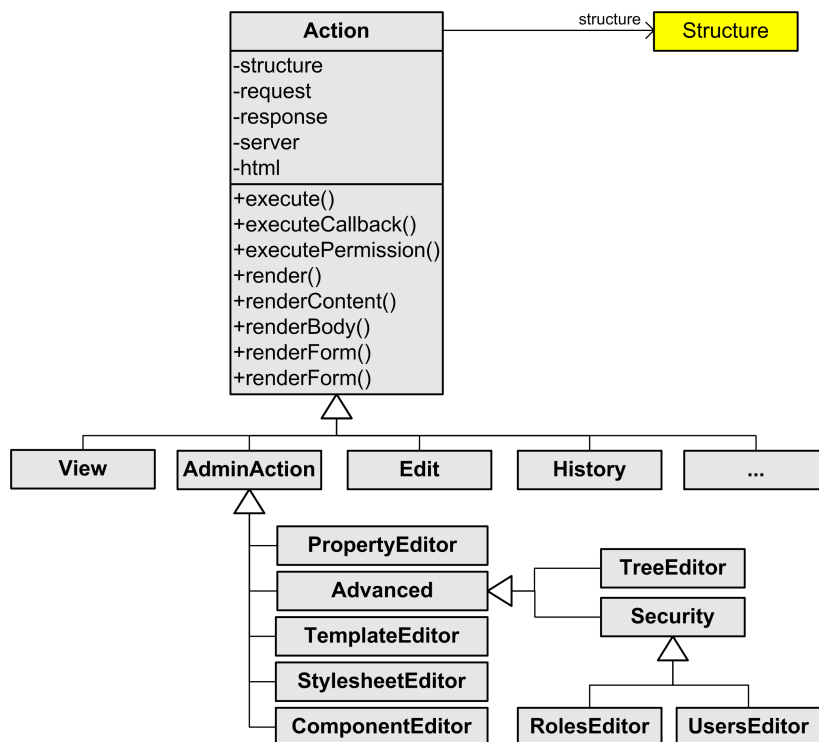 Action
structure
Structure
-structure
-request
-response
-server
-html
+execute()
+executeCallback()
+executePermission()
+render()
+renderContent()
+renderBody()
+renderForm()
+renderForm()
View
AdminAction
Edit
History
...
PropertyEditor
Advanced
TemplateEditor
StylesheetEditor
ComponentEditor
TreeEditor
Security
RolesEditor
UsersEditor